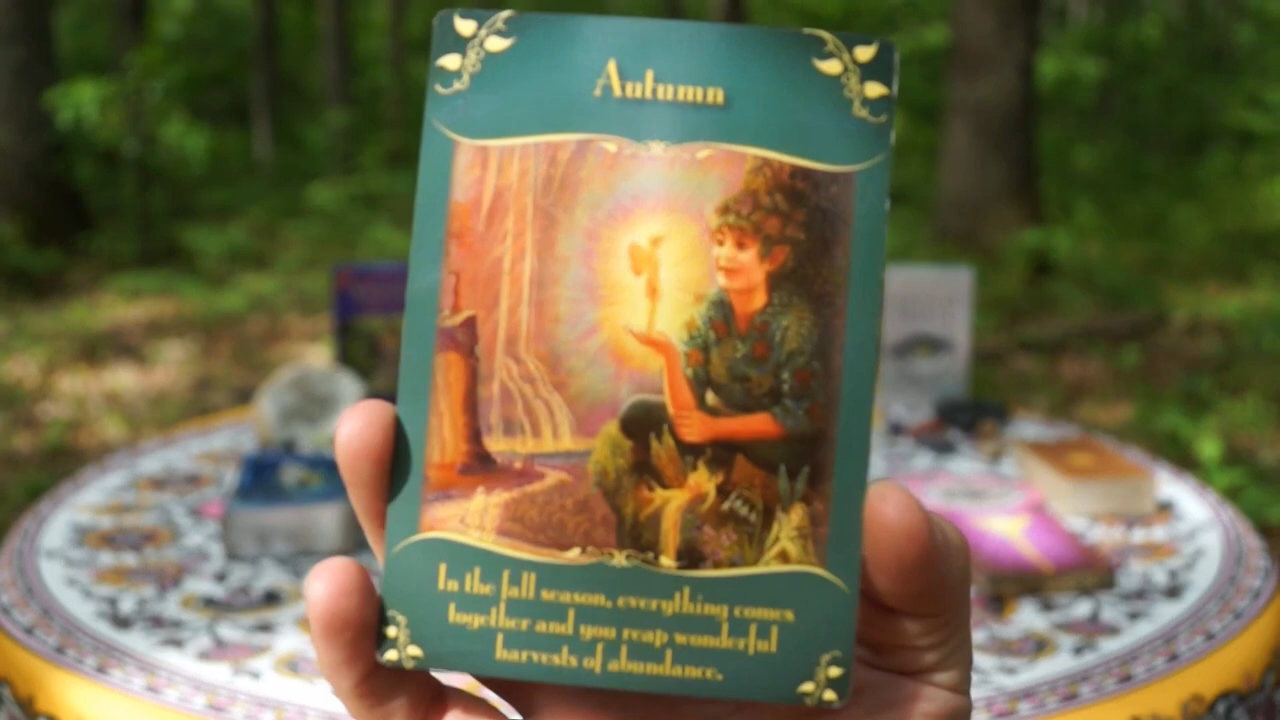 Autumn
In the fall season, everything comes
together and you reap wonderful
harvests of abundance.